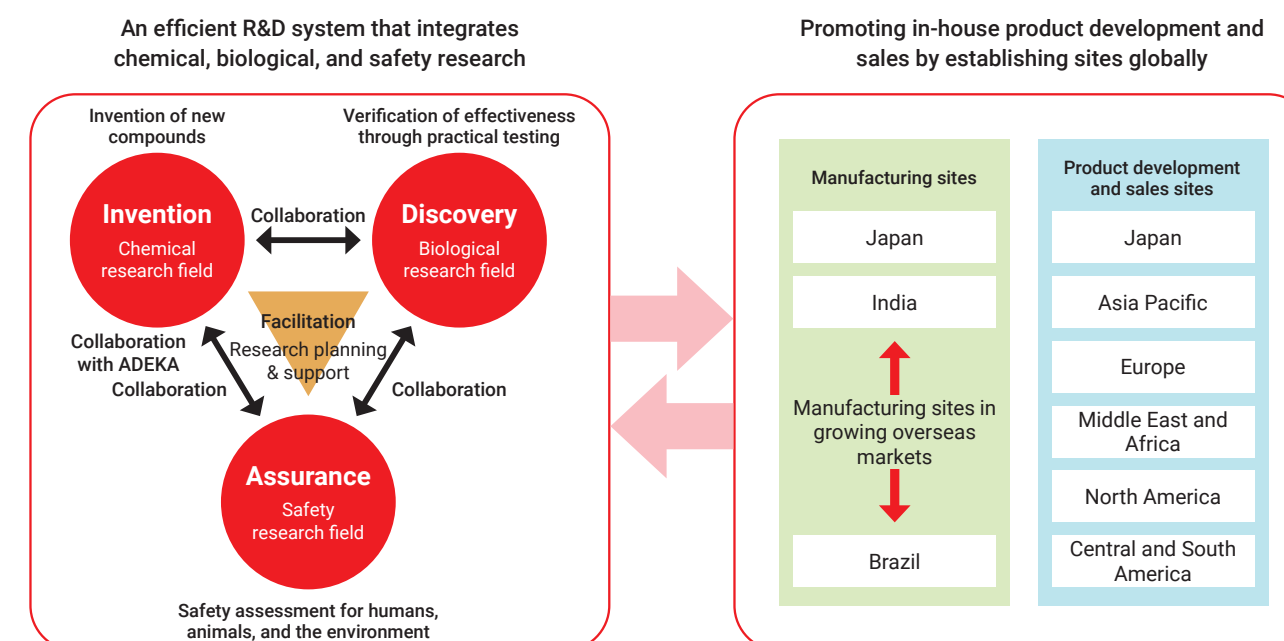 An efficient R&D system that integrates
chemical, biological, and safety research
Invention of new
compounds
Verification of effectiveness
through practical testing
Invention
Chemical
research field
Collaboration
Discovery
Biological
research field
Facilitation
Research planning
& support
Collaboration
with ADEKA
Collaboration
Collaboration
Assurance
Safety
research field
Safety assessment for humans,
animals, and the environment
Promoting in-house product development and
sales by establishing sites globally
Manufacturing sites
Japan
India
Manufacturing sites in
growing overseas
markets
Brazil
Product development
and sales sites
Japan
Asia Pacific
Europe
Middle East and
Africa
North America
Central and South
America